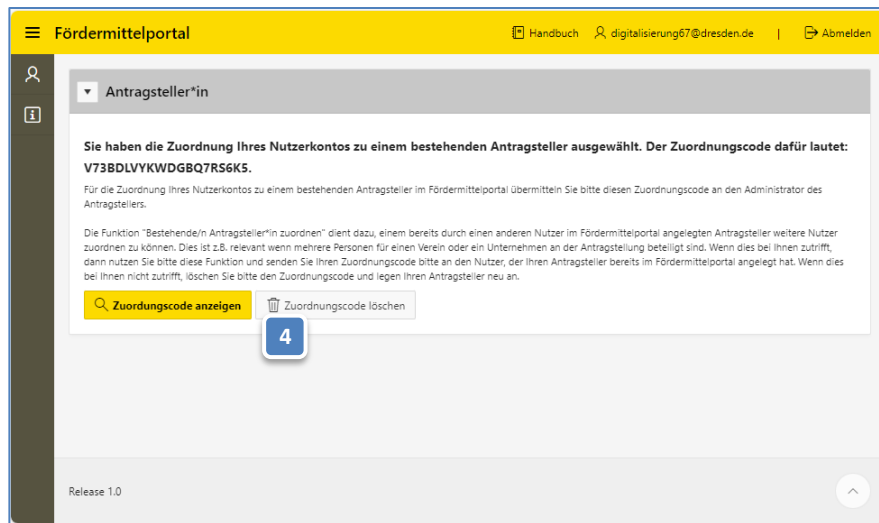 Fördermittelportal
Handbuch digitalisierung67@dresden.de | Abmelden
Antragsteller*in
Sie haben die Zuordnung Ihres Nutzerkontos zu einem bestehenden Antragsteller ausgewählt. Der Zuordnungscode dafür lautet:
V73BDLVYKWDGBQ7RS6K5.
Für die Zuordnung Ihres Nutzerkontos zu einem bestehenden Antragsteller im Fördermittelportal übermitteln Sie bitte diesen Zuordnungscode an den Administrator des
Antragstellers.
Die Funktion "Bestehende/n Antragsteller*in zuordnen" dient dazu, einem bereits durch einen anderen Nutzer im Fördermittelportal angelegten Antragsteller weitere Nutzer
zuordnen zu können. Dies ist z.B. relevant wenn mehrere Personen für einen Verein oder ein Unternehmen an der Antragstellung beteiligt sind. Wenn dies bei Ihnen zutrifft,
dann nutzen Sie bitte diese Funktion und senden Sie Ihren Zuordnungscode bitte an den Nutzer, der Ihren Antragsteller bereits im Fördermittelportal angelegt hat. Wenn dies
bei Ihnen nicht zutrifft, löschen Sie bitte den Zuordnungscode und legen Ihren Antragsteller neu an.
Zuordungscode anzeigen Zuordnungscode löschen
4
Release 1.0